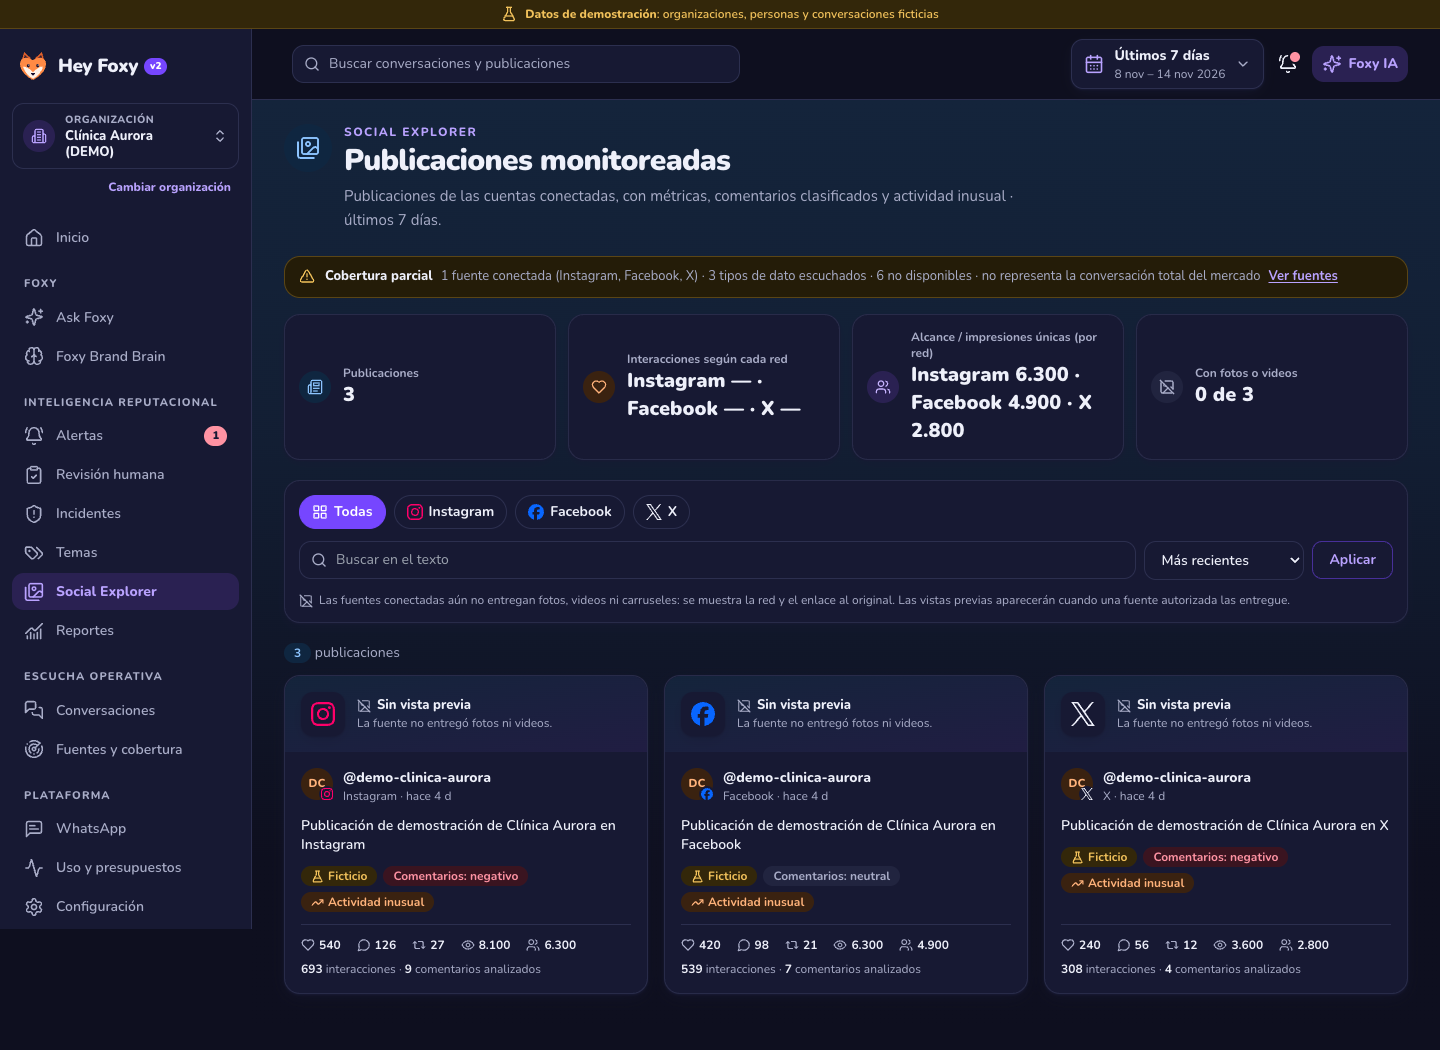 Datos de demostración: organizaciones, personas y conversaciones ficticias
Hey Foxy v2
ORGANIZACIÓN
Clínica Aurora
(DEMO)
Cambiar organización
Inicio
FOXY
Ask Foxy
Foxy Brand Brain
INTELIGENCIA REPUTACIONAL
Alertas 1
Revisión humana
Incidentes
Temas
Social Explorer
Reportes
ESCUCHA OPERATIVA
Conversaciones
Fuentes y cobertura
PLATAFORMA
WhatsApp
Uso y presupuestos
Configuración
Buscar conversaciones y publicaciones
Últimos 7 días
8 nov – 14 nov 2026
Foxy IA
SOCIAL EXPLORER
Publicaciones monitoreadas
Publicaciones de las cuentas conectadas, con métricas, comentarios clasificados y actividad inusual ·
últimos 7 días.
Cobertura parcial 1 fuente conectada (Instagram, Facebook, X) · 3 tipos de dato escuchados · 6 no disponibles · no representa la conversación total del mercado Ver fuentes
Publicaciones
3
Interacciones según cada red
Instagram — ·
Facebook — · X —
Alcance / impresiones únicas (por
red)
Instagram 6.300 ·
Facebook 4.900 · X
2.800
Con fotos o videos
0 de 3
Todas Instagram Facebook X
Buscar en el texto Más recientes Aplicar
Las fuentes conectadas aún no entregan fotos, videos ni carruseles: se muestra la red y el enlace al original. Las vistas previas aparecerán cuando una fuente autorizada las entregue.
3 publicaciones
Sin vista previa
La fuente no entregó fotos ni videos.
DC @demo-clinica-aurora
Instagram · hace 4 d
Publicación de demostración de Clínica Aurora en
Instagram
Ficticio Comentarios: negativo
Actividad inusual
540 126 27 8.100 6.300
693 interacciones · 9 comentarios analizados
Sin vista previa
La fuente no entregó fotos ni videos.
DC @demo-clinica-aurora
Facebook · hace 4 d
Publicación de demostración de Clínica Aurora en
Facebook
Ficticio Comentarios: neutral
Actividad inusual
420 98 21 6.300 4.900
539 interacciones · 7 comentarios analizados
Sin vista previa
La fuente no entregó fotos ni videos.
DC @demo-clinica-aurora
X · hace 4 d
Publicación de demostración de Clínica Aurora en X
Ficticio Comentarios: negativo
Actividad inusual
240 56 12 3.600 2.800
308 interacciones · 4 comentarios analizados